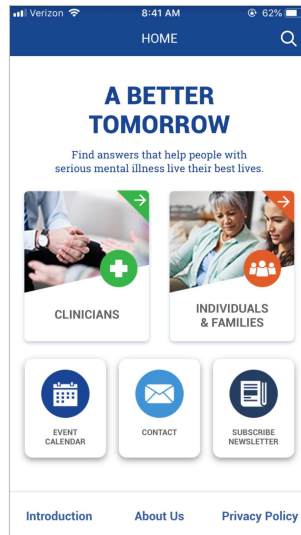 Verizon 8:41 AM 62%
HOME
A BETTER
TOMORROW
Find answers that help people with
serious mental illness live their best lives.
CLINICIANS
INDIVIDUALS
& FAMILIES
EVENT
CALENDAR
CONTACT
SUBSCRIBE
NEWSLETTER
Introduction About Us Privacy Policy